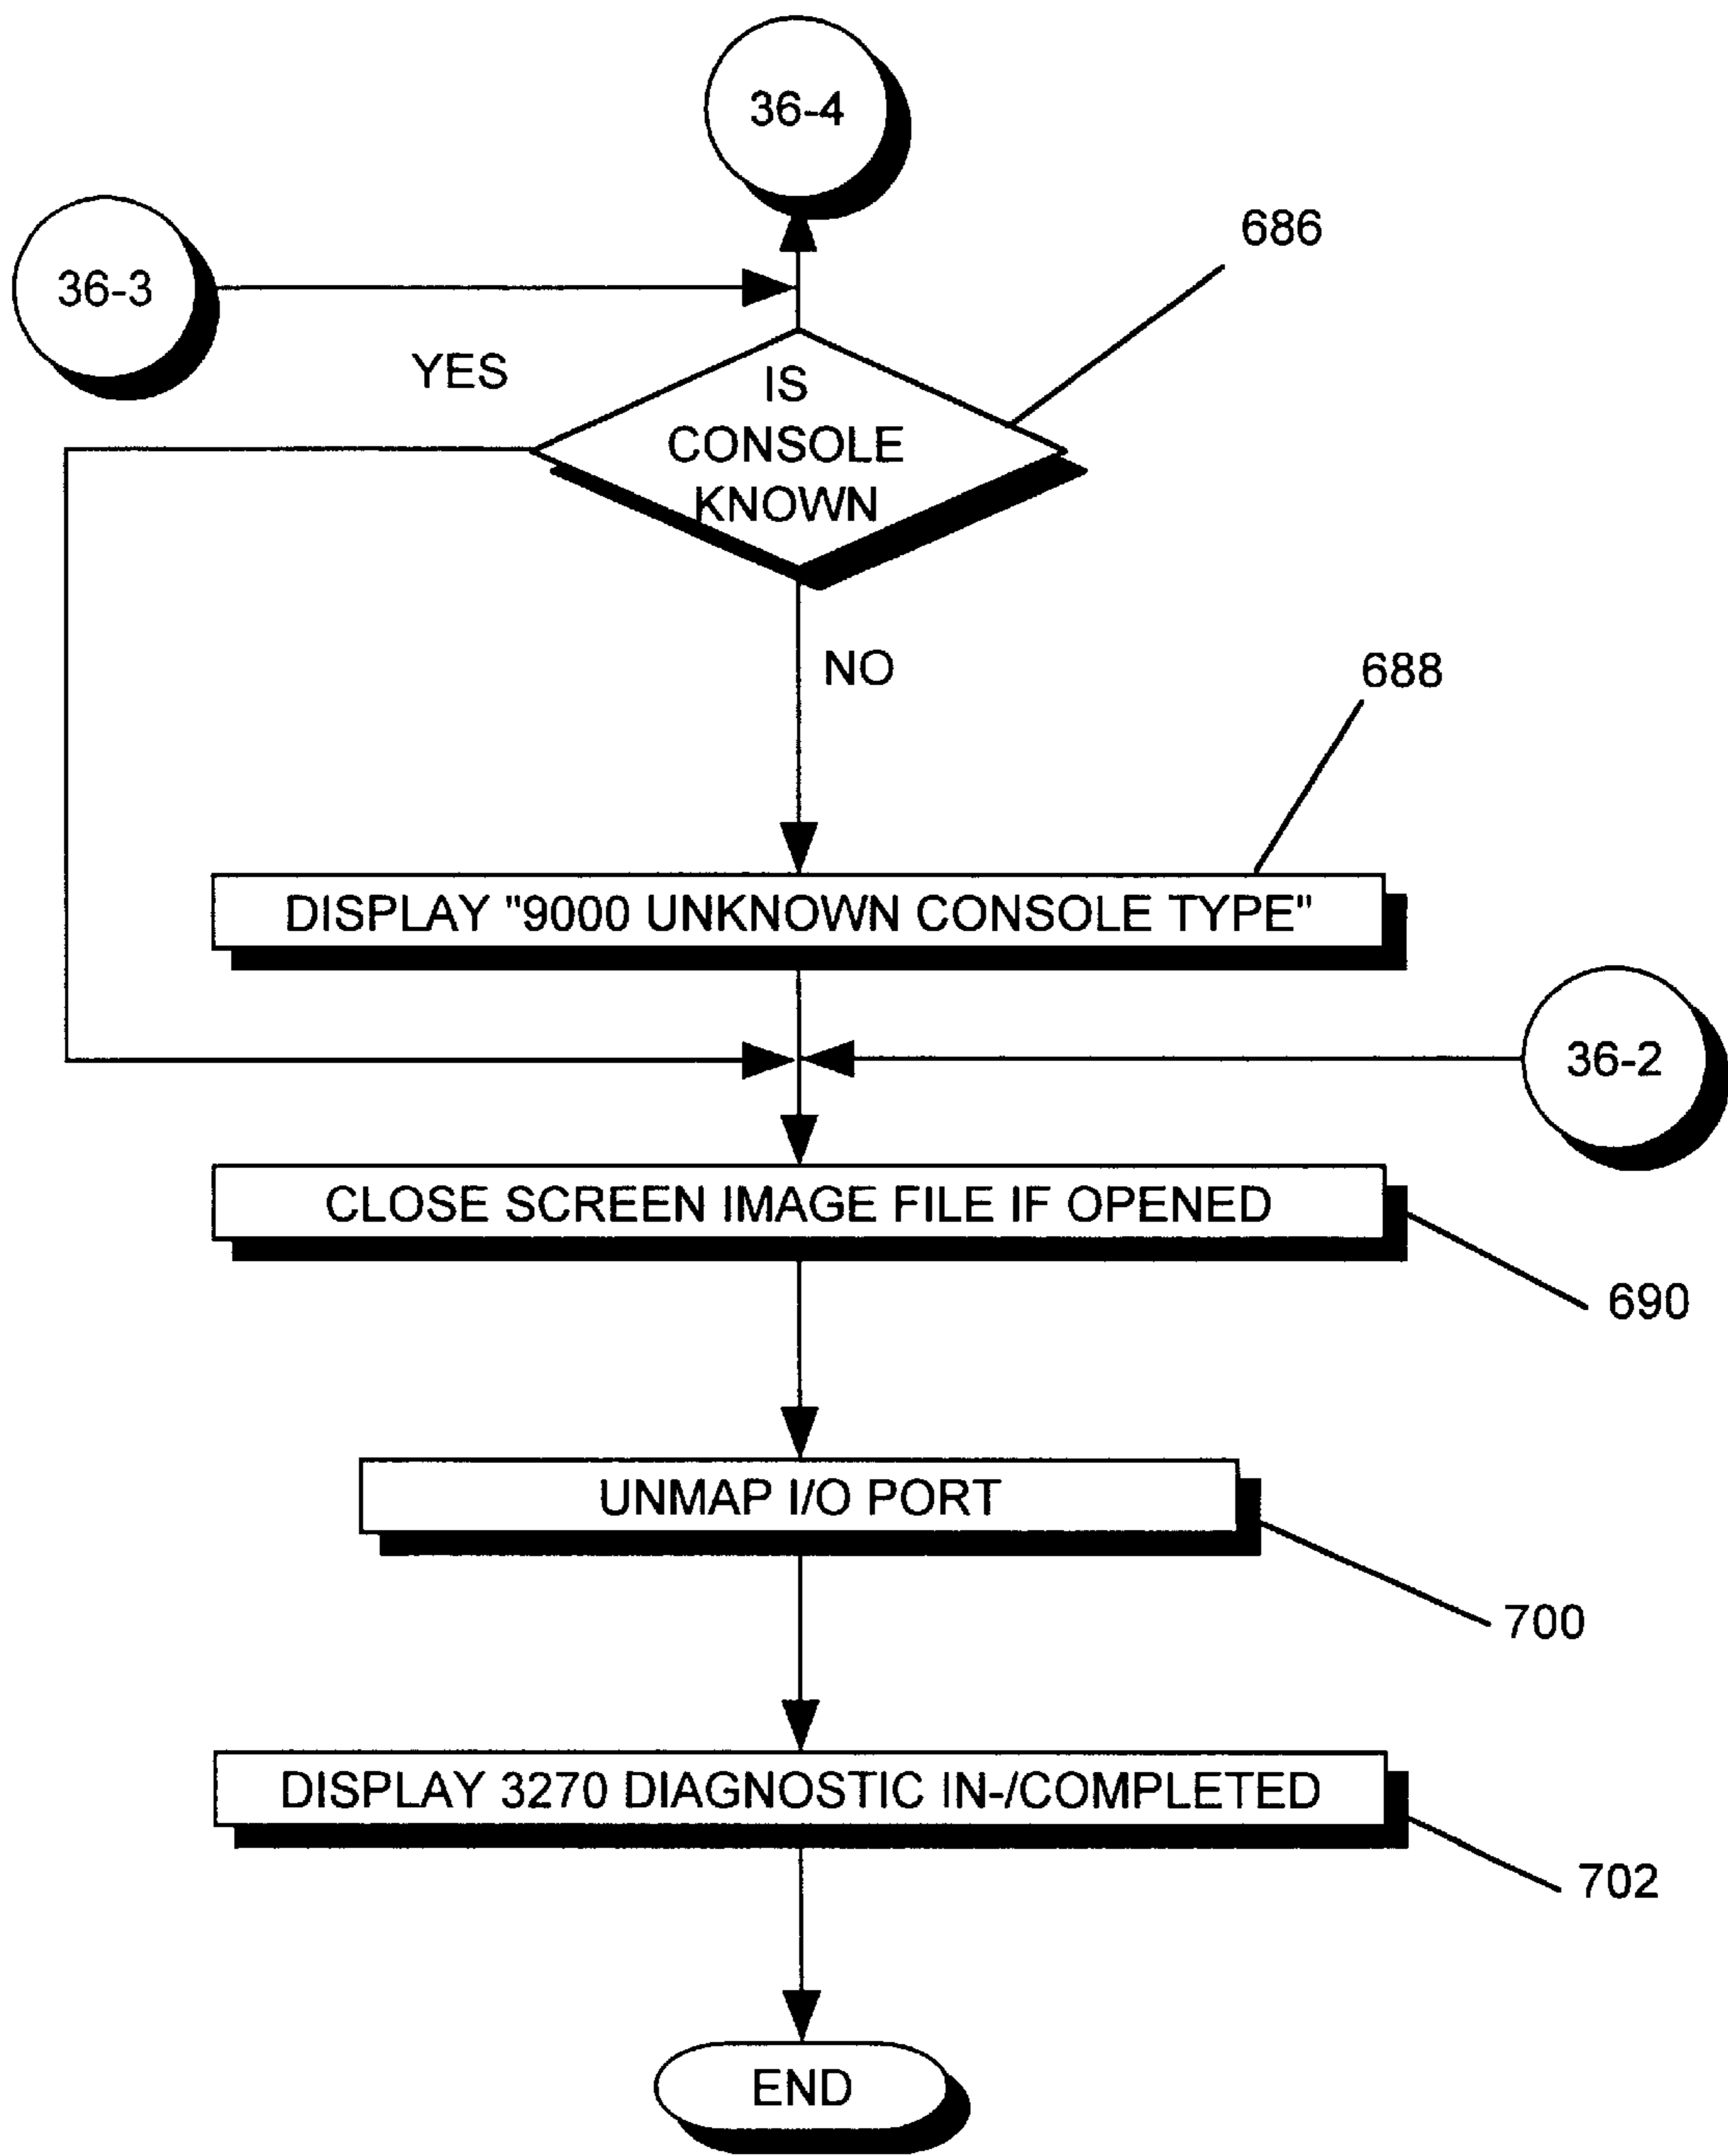 36-4
686
36-3
YES
IS
CONSOLE
KNOWN
NO
688
DISPLAY "9000 UNKNOWN CONSOLE TYPE"
36-2
CLOSE SCREEN IMAGE FILE IF OPENED
690
UNMAP I/O PORT
700
DISPLAY 3270 DIAGNOSTIC IN-/COMPLETED
702
END